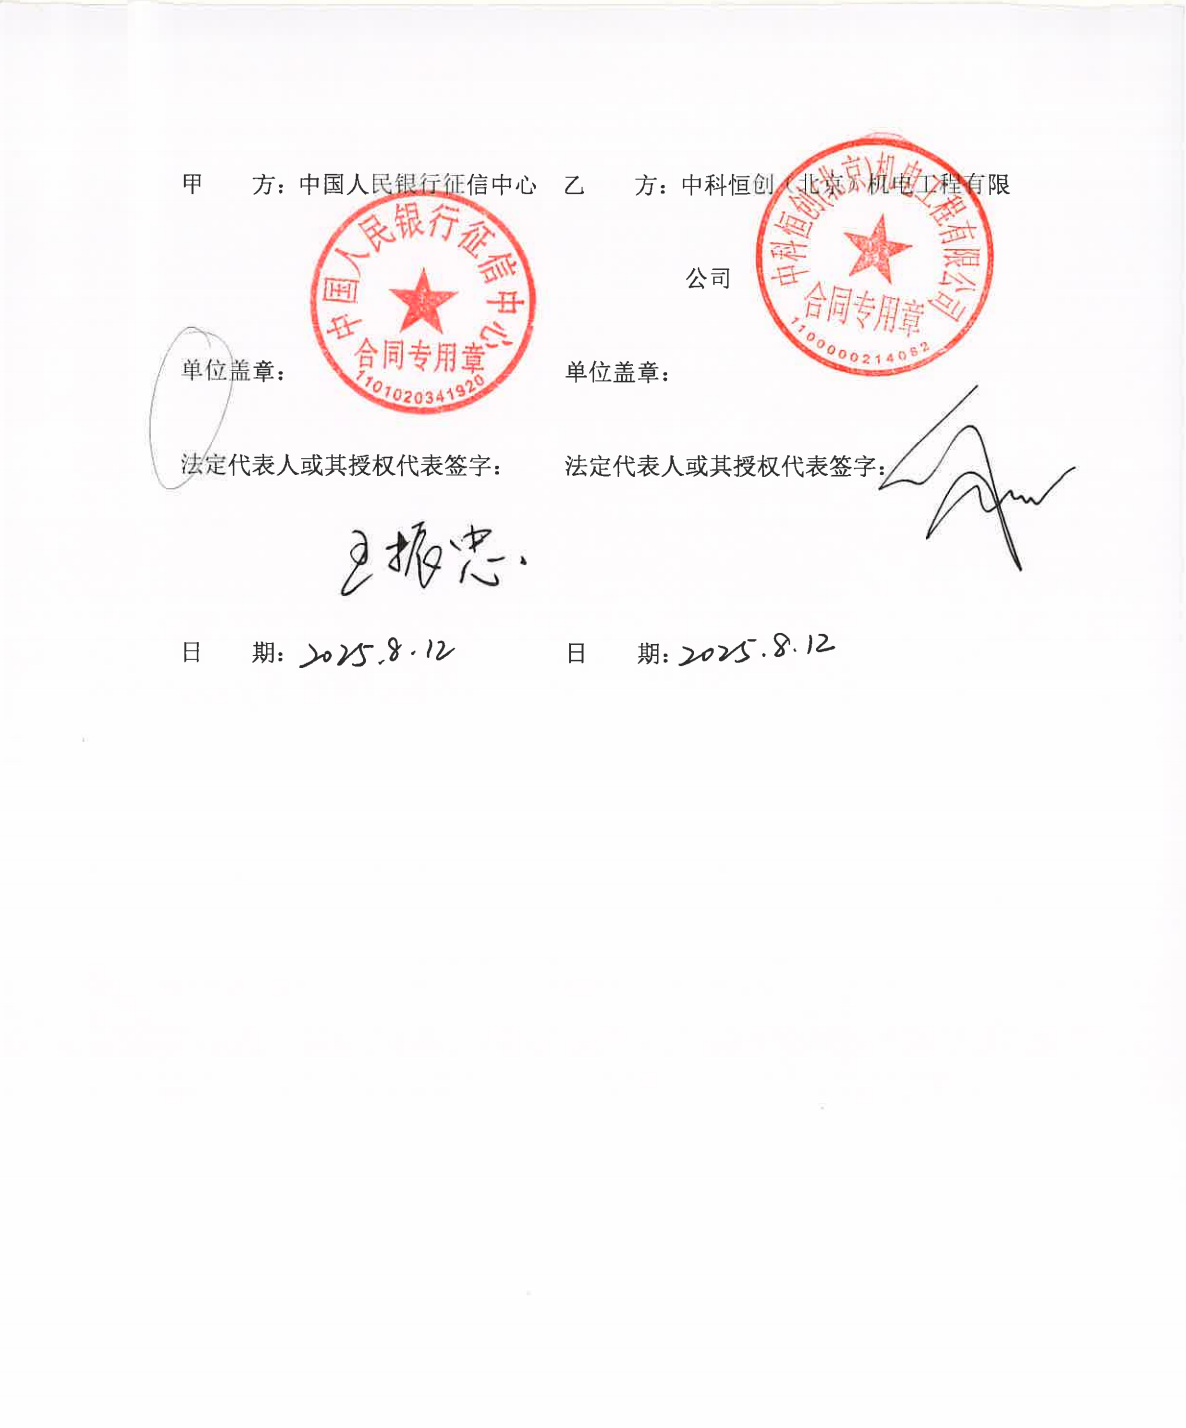 甲 方：中国人民银行征信中心 乙 方：中科恒创（北京）机电工程有限
公司
中国人民银行征信中心
合同专用章
1101020341920
中科恒创(北京)机电工程有限公司
合同专用章
1100000214082
单位盖章： 单位盖章：
法定代表人或其授权代表签字： 法定代表人或其授权代表签字：
王振忠
日 期：2025.8.12 日 期：2025.8.12